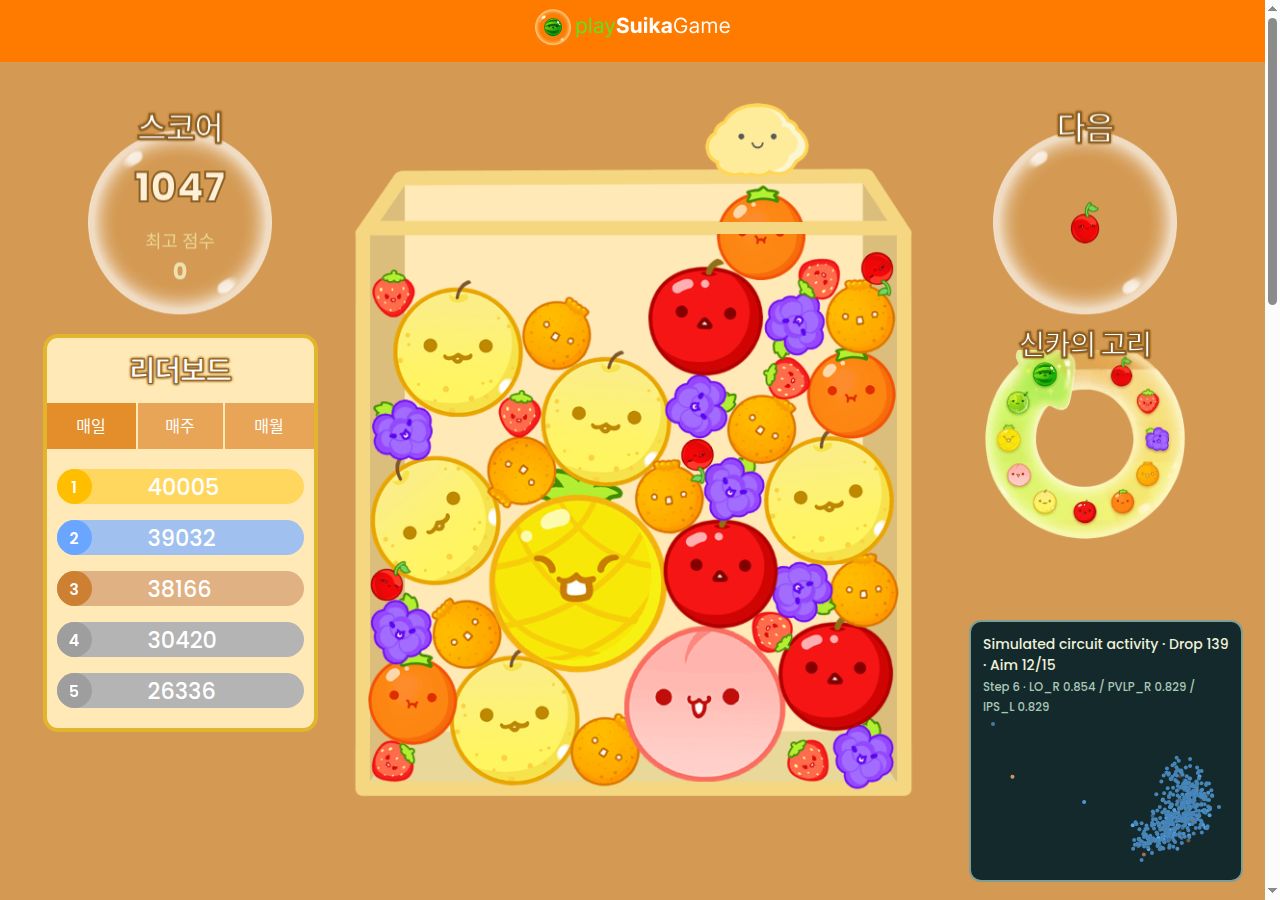 playSuikaGame
스코어
1047
최고 점수
0
다음
신카의 고리
리더보드
매일 매주 매월
1 40005
2 39032
3 38166
4 30420
5 26336
Simulated circuit activity · Drop 139
· Aim 12/15
Step 6 · LO_R 0.854 / PVLP_R 0.829 /
IPS_L 0.829